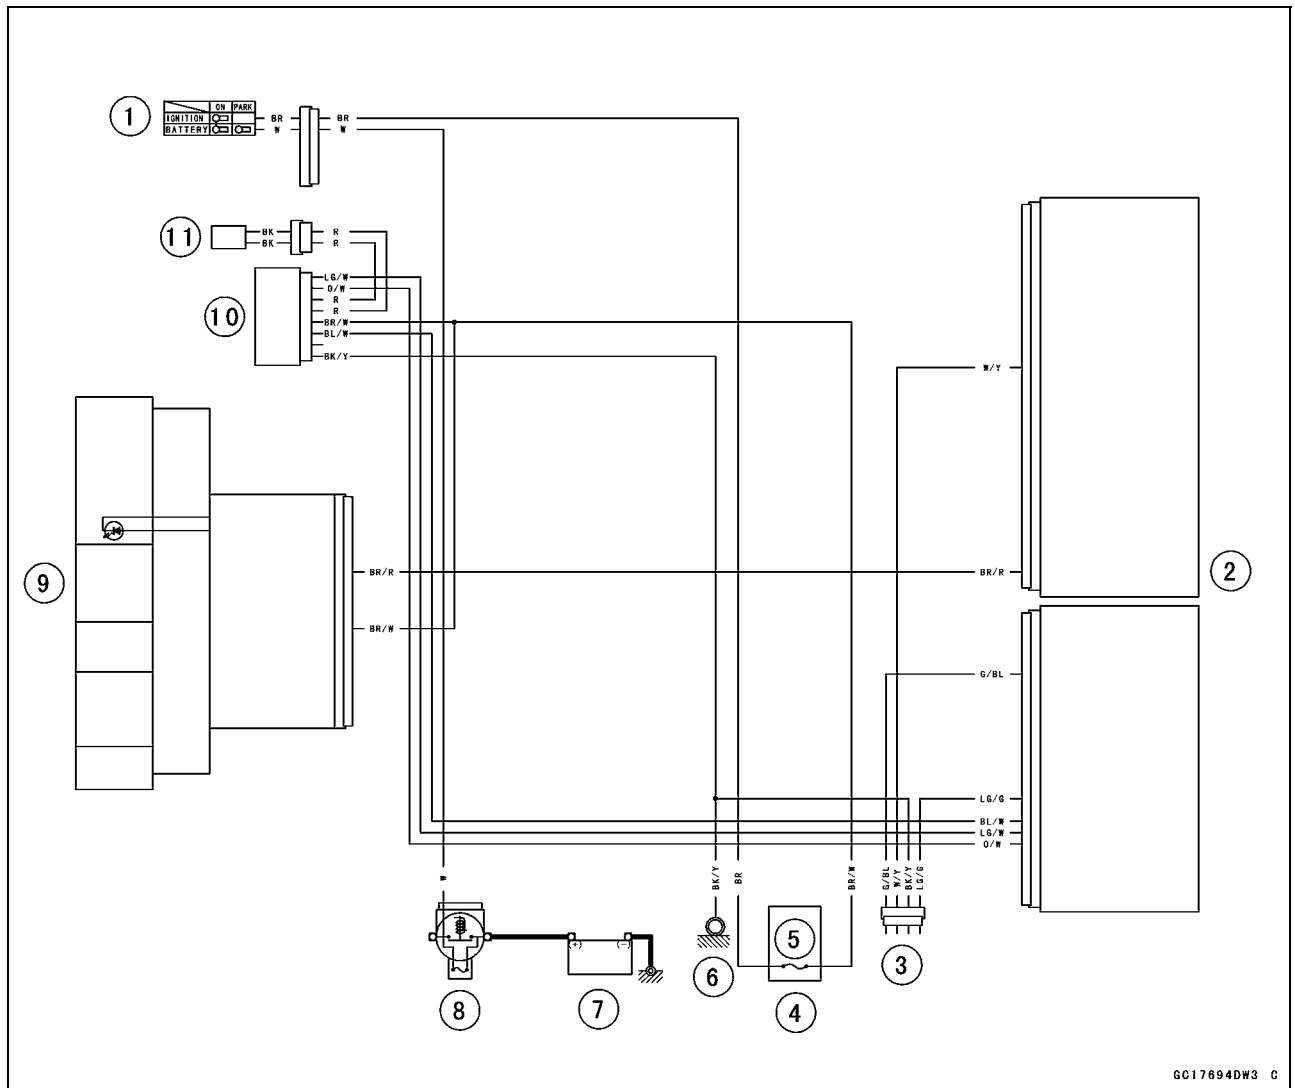 ON PARK
1 IGNITION BR BR
BATTERY W W
11 BK R
BK R
LG/W
O/W
R
10 R
BR/W
BL/W
BK/Y
W/Y
9 BR/R BR/R 2
BR/W
G/BL
LG/G
BL/W
LG/W
O/W
W BK/Y BR BR/W G/BL W/Y BK/Y LG/G
(+) (-) 5
6 3
8 7 4
GC17694DW3 C